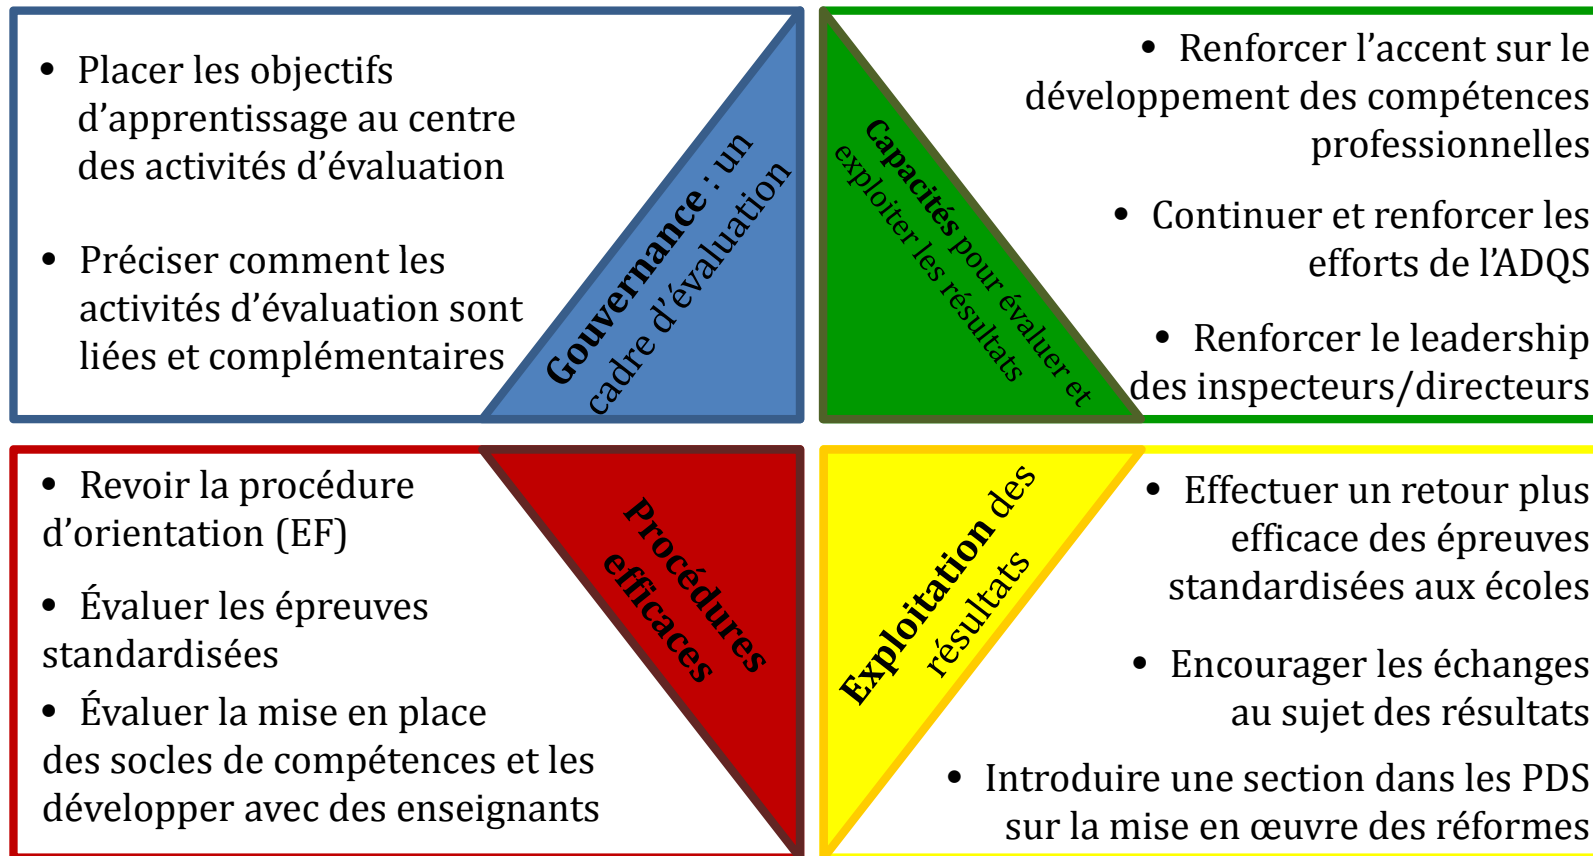 • Placer les objectifs
d’apprentissage au centre
des activités d’évaluation
• Préciser comment les
activités d’évaluation sont
liées et complémentaires
Gouvernance : un
cadre d’évaluation
• Renforcer l’accent sur le
développement des compétences
professionnelles
• Continuer et renforcer les
efforts de l’ADQS
• Renforcer le leadership
des inspecteurs/directeurs
Capacités pour évaluer et
exploiter les résultats
• Revoir la procédure
d’orientation (EF)
• Évaluer les épreuves
standardisées
• Évaluer la mise en place
des socles de compétences et les
développer avec des enseignants
Procédures
efficaces
• Effectuer un retour plus
efficace des épreuves
standardisées aux écoles
• Encourager les échanges
au sujet des résultats
• Introduire une section dans les PDS
sur la mise en œuvre des réformes
Exploitation des
résultats